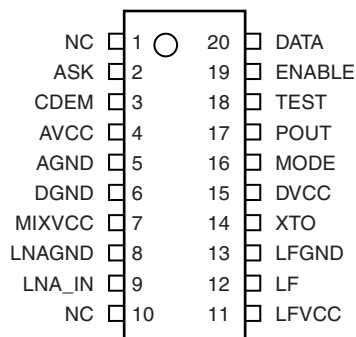 NC 1 20 DATA
ASK 2 19 ENABLE
CDEM 3 18 TEST
AVCC 4 17 POUT
AGND 5 16 MODE
DGND 6 15 DVCC
MIXVCC 7 14 XTO
LNAGND 8 13 LFGND
LNA_IN 9 12 LF
NC 10 11 LFVCC